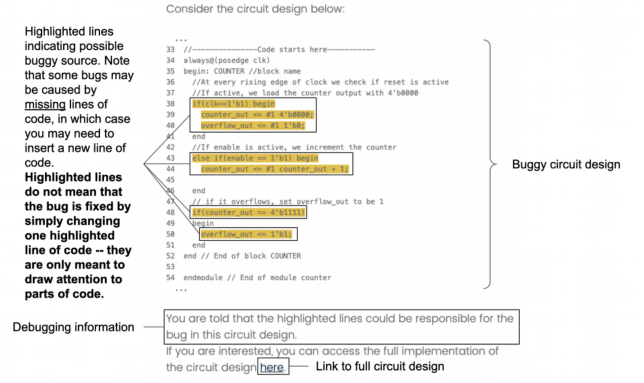 Consider the circuit design below:
Highlighted lines
indicating possible
buggy source. Note
that some bugs may
be caused by
missing lines of
code, in which case
you may need to
insert a new line of
code.
Highlighted lines
do not mean that
the bug is fixed by
simply changing
one highlighted
line of code -- they
are only meant to
draw attention to
parts of code.
...
33 //---------------Code starts here-----------
34 always@(posedge clk)
35 begin: COUNTER //block name
36 //At every rising edge of clock we check if reset is active
37 //If active, we load the counter output with 4'b0000
38 if(clk==1'b1) begin
39 counter_out <= #1 4'b0000;
40 overflow_out <= #1 1'b0;
41 end
42 //If enable is active, we increment the counter
43 else if(enable == 1'b1) begin
44 counter_out <= #1 counter_out + 1;
45
46 end
47 // if it overflows, set overflow_out to be 1
48 if(counter_out == 4'b1111)
49 begin
50 overflow_out <= 1'b1;
51 end
52 end // End of block COUNTER
53
54 endmodule // End of module counter
...
Buggy circuit design
Debugging information
You are told that the highlighted lines could be responsible for the
bug in this circuit design.
If you are interested, you can access the full implementation of
the circuit design here.
Link to full circuit design